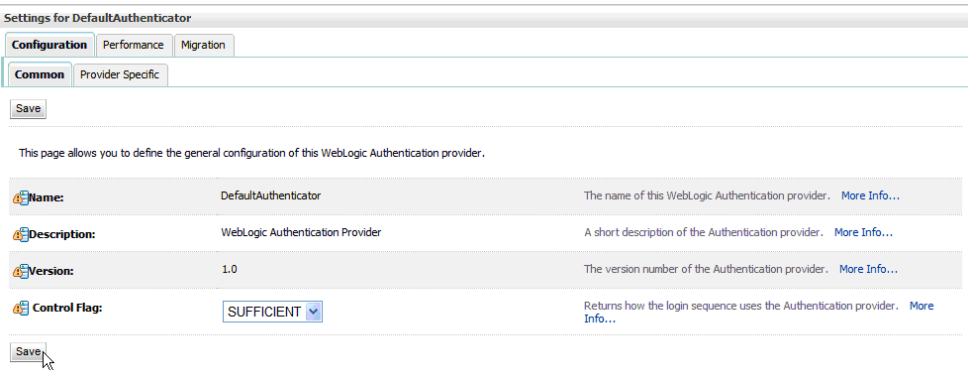 Settings for DefaultAuthenticator
Configuration Performance Migration
Common Provider Specific
Save
This page allows you to define the general configuration of this WebLogic Authentication provider.
Name: DefaultAuthenticator The name of this WebLogic Authentication provider. More Info...
Description: WebLogic Authentication Provider A short description of the Authentication provider. More Info...
Version: 1.0 The version number of the Authentication provider. More Info...
Control Flag: SUFFICIENT Returns how the login sequence uses the Authentication provider. More
Info...
Save